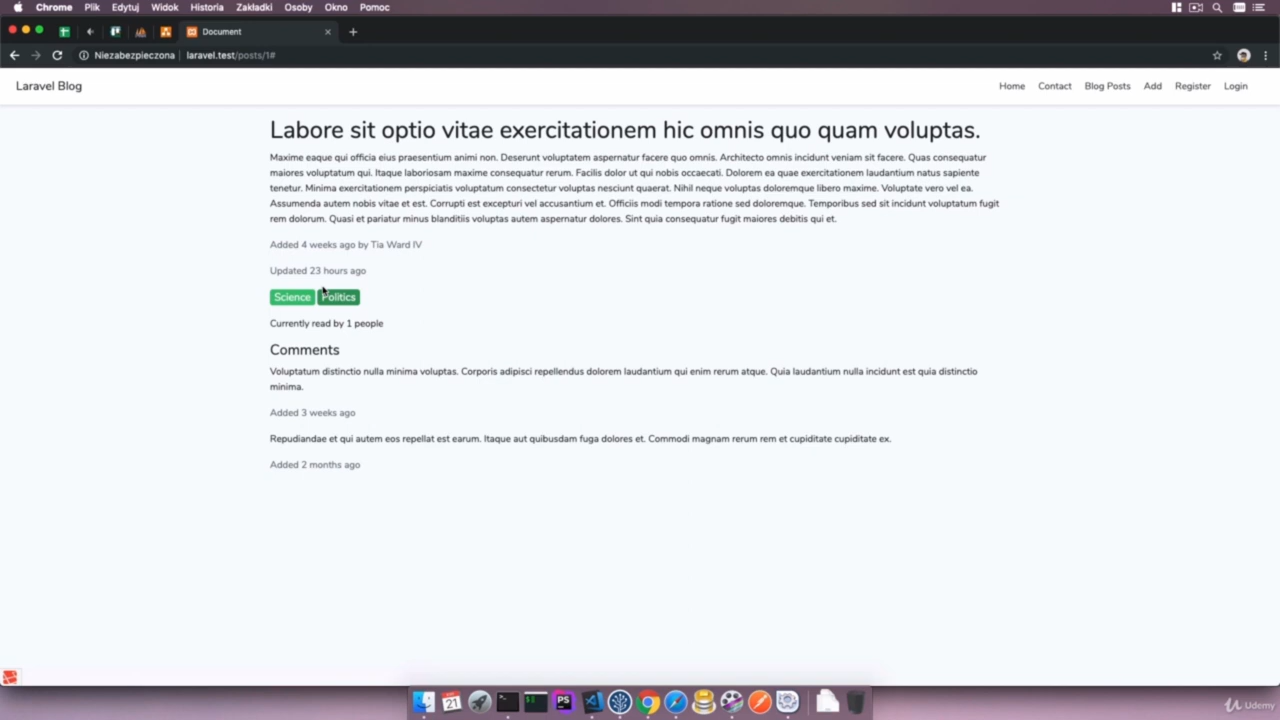 Chrome Plik Edytuj Widok Historia Zakładki Osoby Okno Pomoc
Document
Niezabezpieczona laravel.test/posts/1#
Laravel Blog Home Contact Blog Posts Add Register Login
Labore sit optio vitae exercitationem hic omnis quo quam voluptas.
Maxime eaque qui officia eius praesentium animi non. Deserunt voluptatem aspernatur facere quo omnis. Architecto omnis incidunt veniam sit facere. Quas consequatur
maiores voluptatum qui. Itaque laboriosam maxime consequatur rerum. Facilis dolor ut qui nobis occaecati. Dolorem ea quae exercitationem laudantium natus sapiente
tenetur. Minima exercitationem perspiciatis voluptatum consectetur voluptas nesciunt quaerat. Nihil neque voluptas doloremque libero maxime. Voluptate vero vel ea.
Assumenda autem nobis vitae et est. Corrupti est excepturi vel accusantium et. Officiis modi tempora ratione sed doloremque. Temporibus sed sit incidunt voluptatum fugit
rem dolorum. Quasi et pariatur minus blanditiis voluptas autem aspernatur dolores. Sint quia consequatur fugit maiores debitis qui et.
Added 4 weeks ago by Tia Ward IV
Updated 23 hours ago
Science Politics
Currently read by 1 people
Comments
Voluptatum distinctio nulla minima voluptas. Corporis adipisci repellendus dolorem laudantium qui enim rerum atque. Quia laudantium nulla incidunt est quia distinctio
minima.
Added 3 weeks ago
Repudiandae et qui autem eos repellat est earum. Itaque aut quibusdam fuga dolores et. Commodi magnam rerum rem et cupiditate cupiditate ex.
Added 2 months ago
21 PS
Udemy